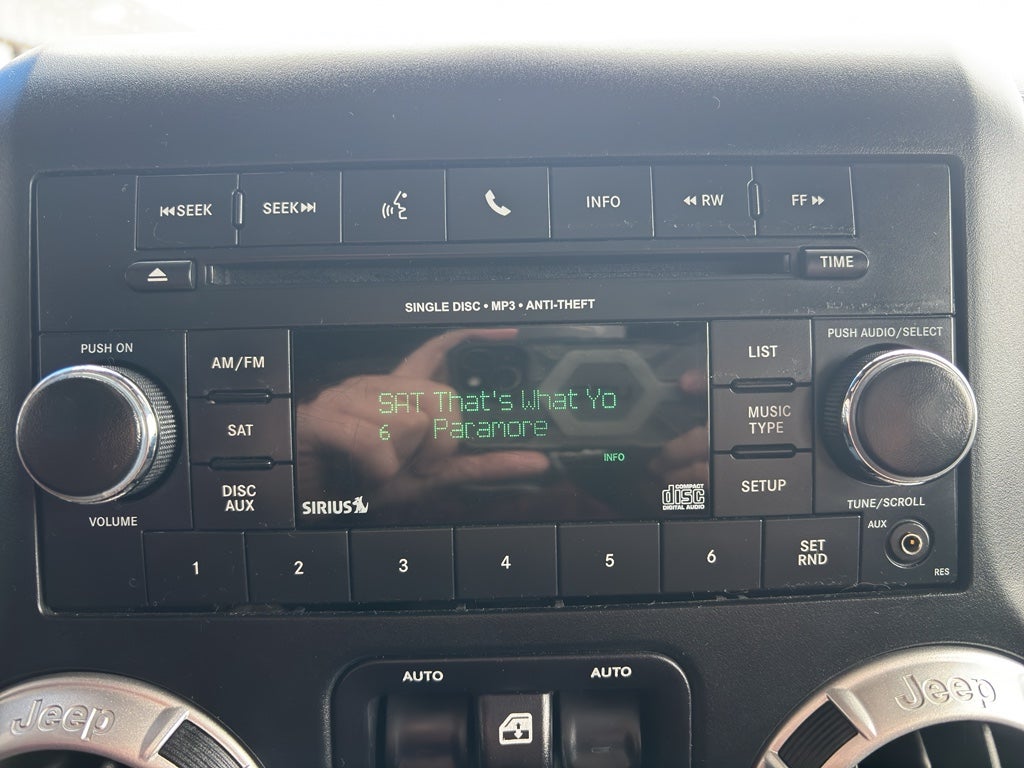 SEEK
SEEK
INFO
RW
FF
TIME
SINGLE DISC • MP3 • ANTI-THEFT
PUSH ON
AM/FM
SAT
DISC
AUX
VOLUME
SAT That's What Yo
6 Paramore
INFO
SIRIUS
COMPACT
disc
DIGITAL AUDIO
LIST
MUSIC
TYPE
SETUP
PUSH AUDIO/SELECT
TUNE/SCROLL
AUX
RES
1
2
3
4
5
6
SET
RND
AUTO
AUTO
Jeep
Jeep